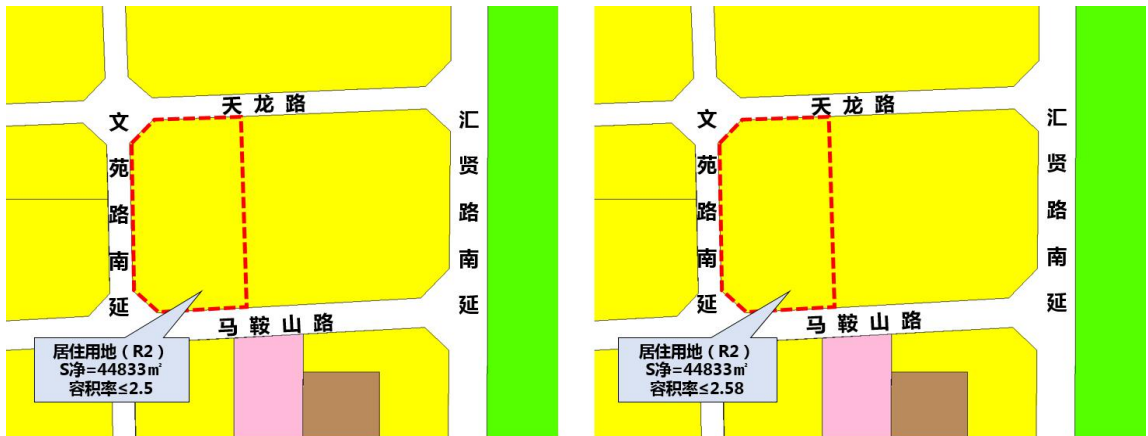 天龙路
文苑路南延
汇贤路南延
马鞍山路
居住用地（R2）
S净=44833㎡
容积率≤2.5
天龙路
文苑路南延
汇贤路南延
马鞍山路
居住用地（R2）
S净=44833㎡
容积率≤2.58